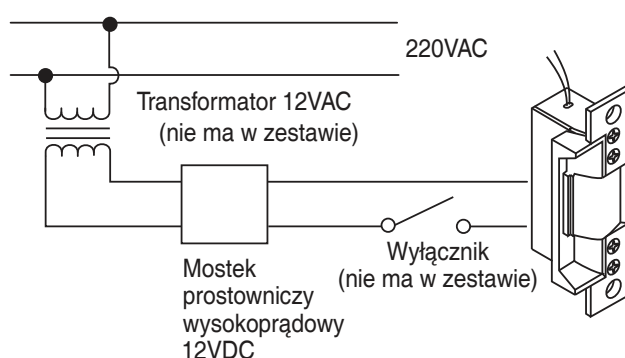 220VAC
Transformator 12VAC
(nie ma w zestawie)
Wyłącznik
(nie ma w zestawie)
Mostek
prostowniczy
wysokoprądowy
12VDC